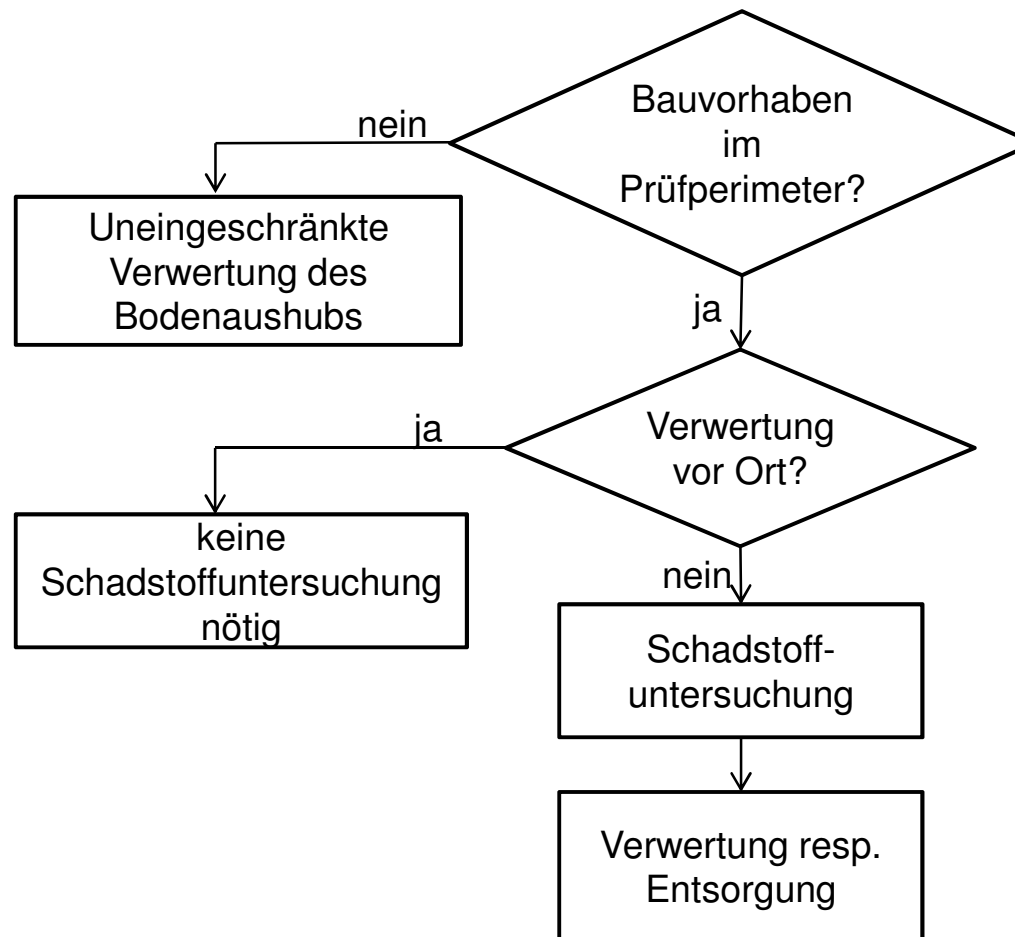 Bauvorhaben
im
Prüfperimeter?
nein
Uneingeschränkte
Verwertung des
Bodenaushubs
ja
Verwertung
vor Ort?
ja
keine
Schadstoffuntersuchung
nötig
nein
Schadstoff-
untersuchung
Verwertung resp.
Entsorgung